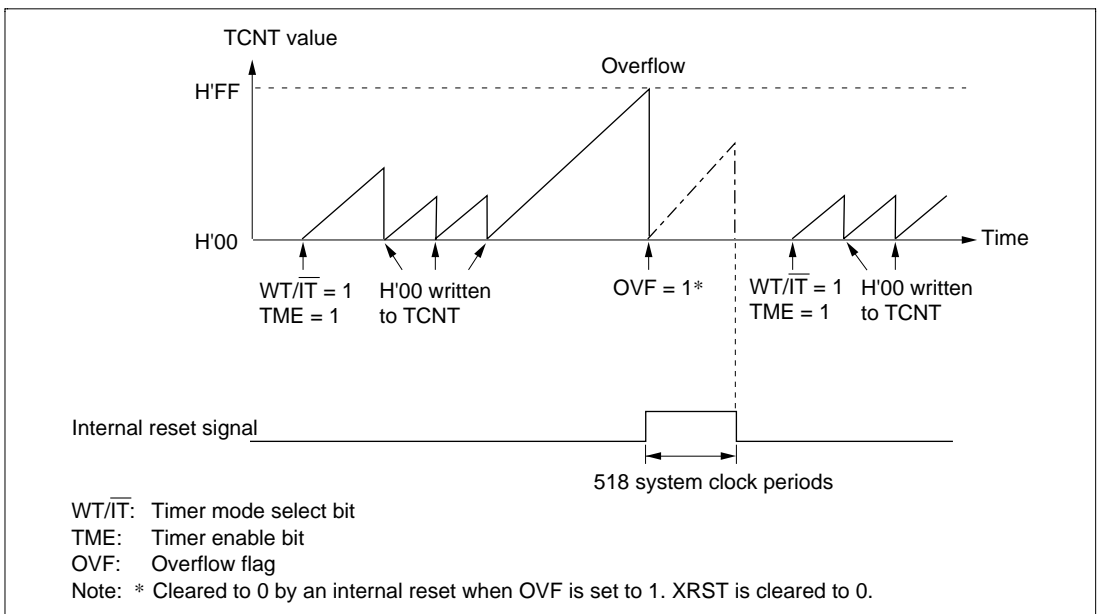 TCNT value
Overflow
H'FF
H'00
Time
WT/I̅T̅ = 1
TME = 1
H'00 written
to TCNT
OVF = 1*
WT/I̅T̅ = 1
TME = 1
H'00 written
to TCNT
Internal reset signal
518 system clock periods
WT/I̅T̅: Timer mode select bit
TME: Timer enable bit
OVF: Overflow flag
Note: * Cleared to 0 by an internal reset when OVF is set to 1. XRST is cleared to 0.